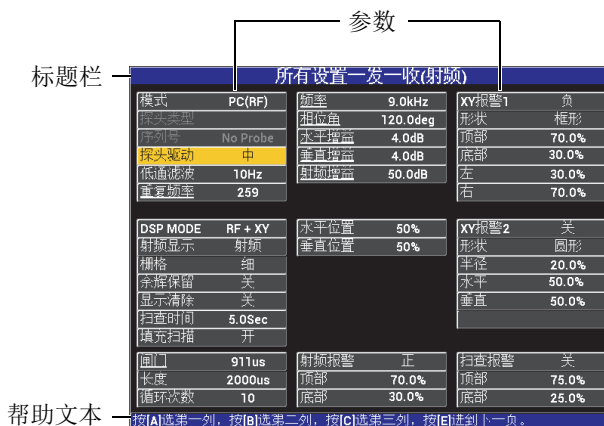 参数
标题栏
所有设置一发一收(射频)
模式 PC(RF)
探头类型
序列号 No Probe
探头驱动 中
低通滤波 10Hz
重复频率 259
频率 9.0kHz
相位角 120.0deg
水平增益 4.0dB
垂直增益 4.0dB
射频增益 50.0dB
XY报警1 负
形状 框形
顶部 70.0%
底部 30.0%
左 30.0%
右 70.0%
DSP MODE RF + XY
射频显示 射频
栅格 细
余辉保留 关
显示清除 关
扫查时间 5.0Sec
填充扫描 开
水平位置 50%
垂直位置 50%
XY报警2 关
形状 圆形
半径 20.0%
水平 50.0%
垂直 50.0%
闸门 911us
长度 2000us
循环次数 10
射频报警 正
顶部 70.0%
底部 30.0%
扫查报警 关
顶部 75.0%
底部 25.0%
帮助文本
按[A]选第一列，按[B]选第二列，按[C]选第三列，按[E]进到下一页。